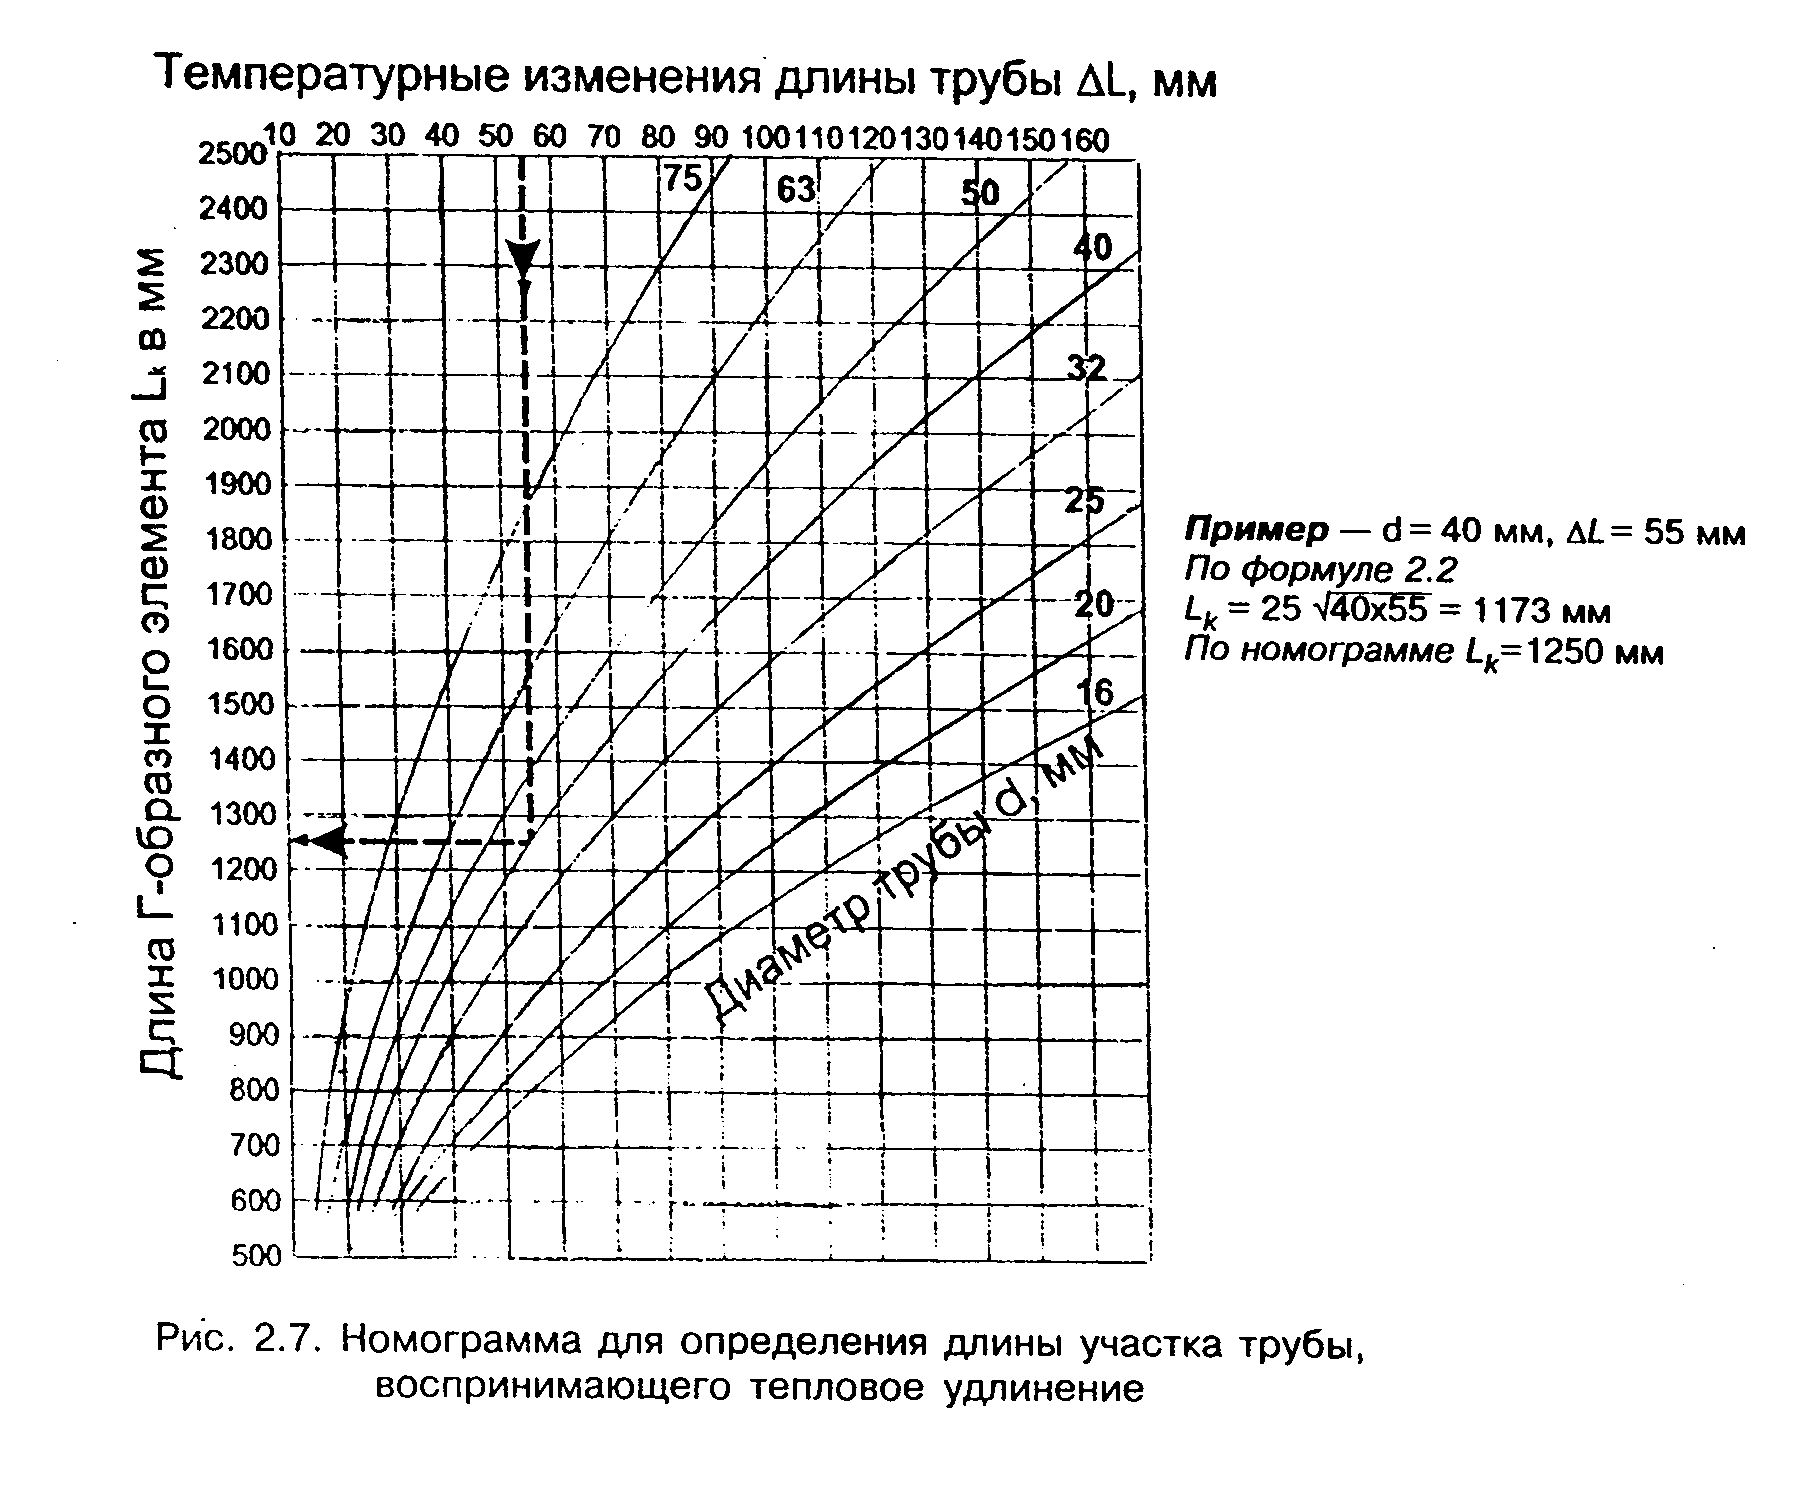 Температурные изменения длины трубы ΔL, мм
10 20 30 40 50 60 70 80 90 100 110 120 130 140 150 160
2500
2400
2300
2200
2100
2000
1900
1800
1700
1600
1500
1400
1300
1200
1100
1000
900
800
700
600
500
Длина Г-образного элемента Lk в мм
75
63
50
40
32
25
20
16
Диаметр трубы d, мм
Пример — d = 40 мм, ΔL = 55 мм
По формуле 2.2
Lk = 25 √40x55 = 1173 мм
По номограмме Lk=1250 мм
Рис. 2.7. Номограмма для определения длины участка трубы,
воспринимающего тепловое удлинение